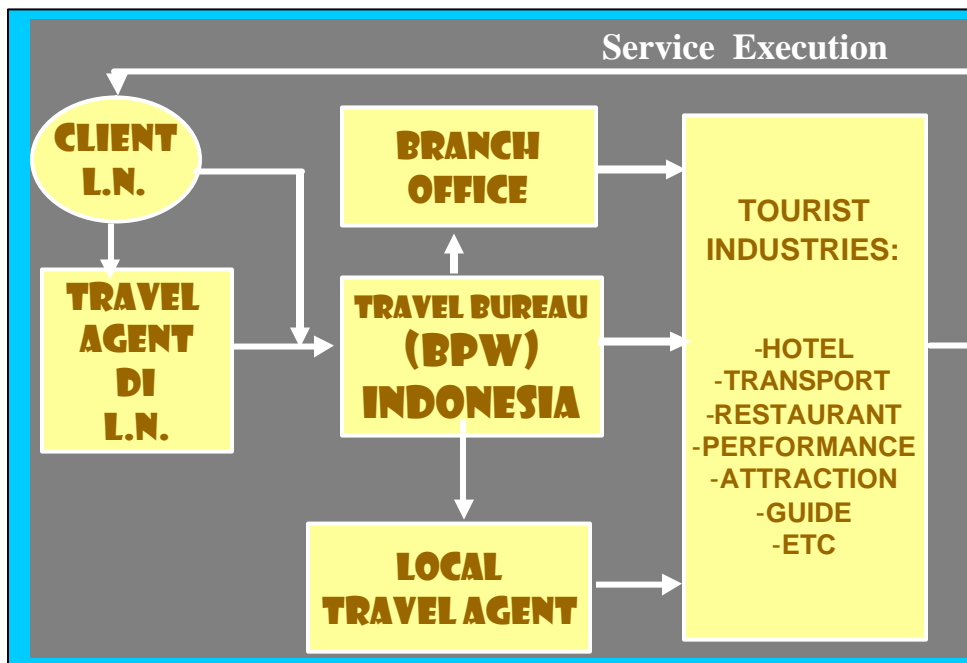 Service Execution
CLIENT
L.N.
TRAVEL
AGENT
DI
L.N.
BRANCH
OFFICE
TRAVEL BUREAU
(BPW)
INDONESIA
LOCAL
TRAVEL AGENT
TOURIST
INDUSTRIES:
-HOTEL
-TRANSPORT
-RESTAURANT
-PERFORMANCE
-ATTRACTION
-GUIDE
-ETC